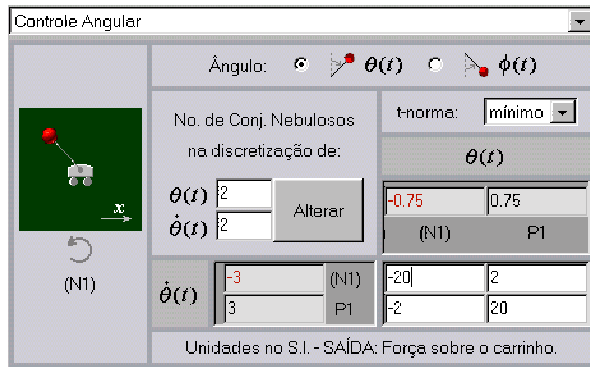 Controle Angular
Ângulo: θ(t) ϕ(t)
No. de Conj. Nebulosos
na discretização de:
θ(t) 2
θ̇(t) 2
Alterar
t-norma: mínimo
θ(t)
-0.75 0.75
(N1) P1
x
(N1)
θ̇(t)
-3 (N1) -20 2
3 P1 -2 20
Unidades no S.I. - SAÍDA: Força sobre o carrinho.